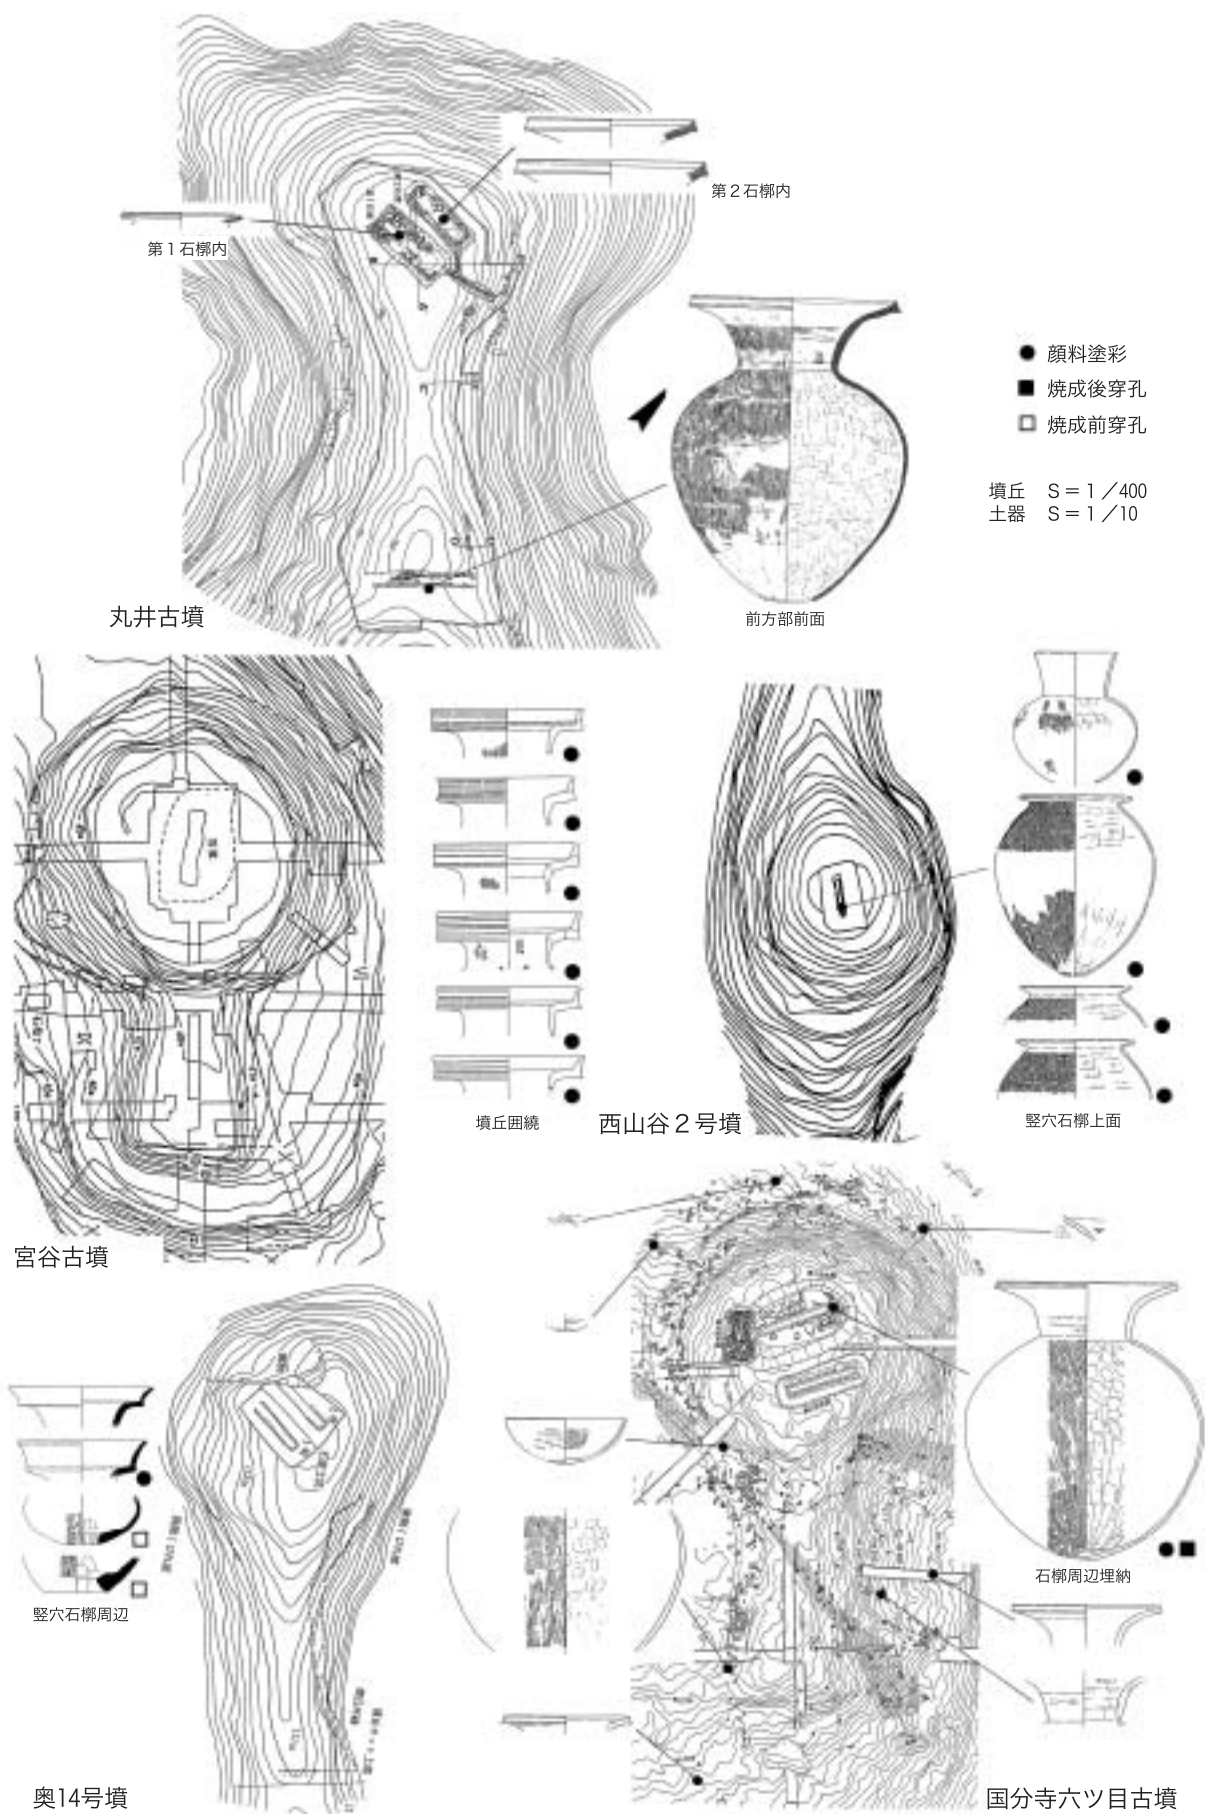 第2石槨内
第1石槨内
● 顔料塗彩
■ 焼成後穿孔
□ 焼成前穿孔
墳丘 S=1/400
土器 S=1/10
丸井古墳
前方部前面
墳丘囲繞
西山谷2号墳
竪穴石槨上面
宮谷古墳
石槨周辺埋納
竪穴石槨周辺
奥14号墳
国分寺六ツ目古墳